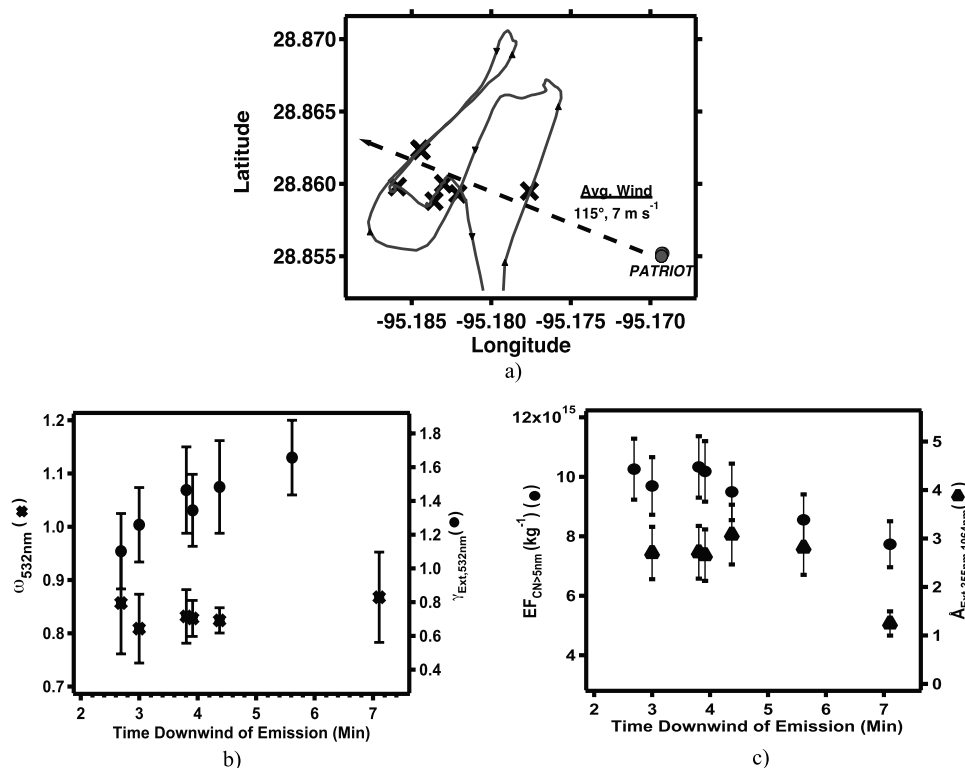 28.870
28.865
28.860
28.855
Latitude
Avg. Wind
115°, 7 m s⁻¹
PATRIOT
-95.185 -95.180 -95.175 -95.170
Longitude
a)
1.2
1.1
1.0
0.9
0.8
0.7
ω532nm (✖)
1.8
1.6
1.4
1.2
1.0
0.8
0.6
0.4
γExt,532nm (●)
2 3 4 5 6 7
Time Downwind of Emission (Min)
b)
12x10¹⁵
10
8
6
4
EFCN>5nm (kg⁻¹) (●)
5
4
3
2
1
0
ÅExt,355nm,1064nm (▲)
2 3 4 5 6 7
Time Downwind of Emission (Min)
c)